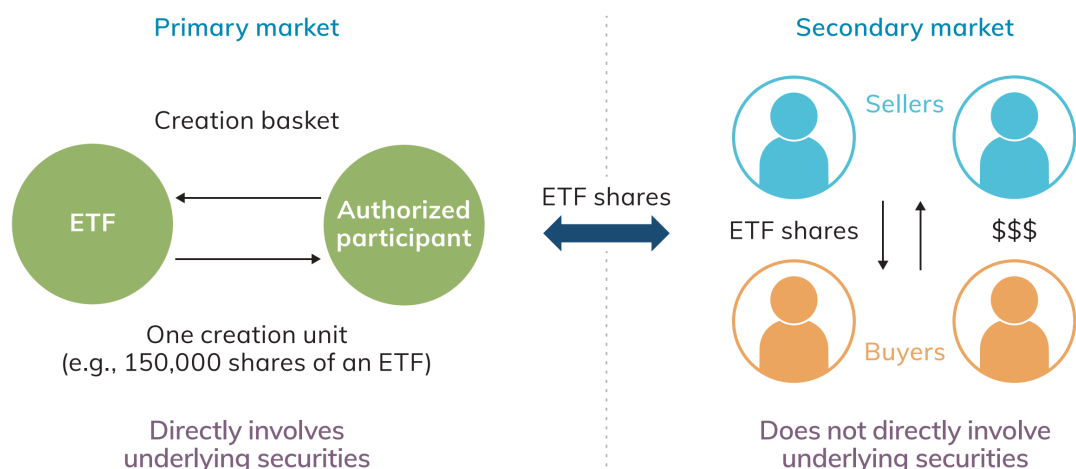 Primary market
Creation basket
ETF
Authorized
participant
One creation unit
(e.g., 150,000 shares of an ETF)
Directly involves
underlying securities
ETF shares
Secondary market
Sellers
ETF shares
$$$
Buyers
Does not directly involve
underlying securities